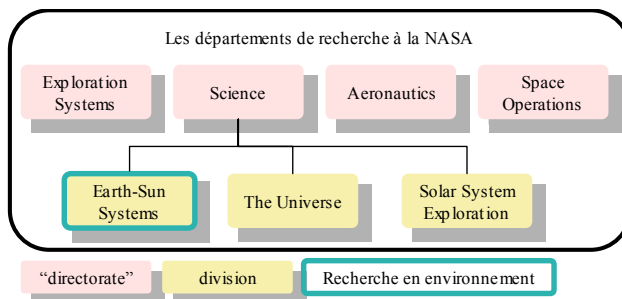 Les départements de recherche à la NASA
Exploration
Systems
Science
Aeronautics
Space
Operations
Earth-Sun
Systems
The Universe
Solar System
Exploration
“directorate”
division
Recherche en environnement